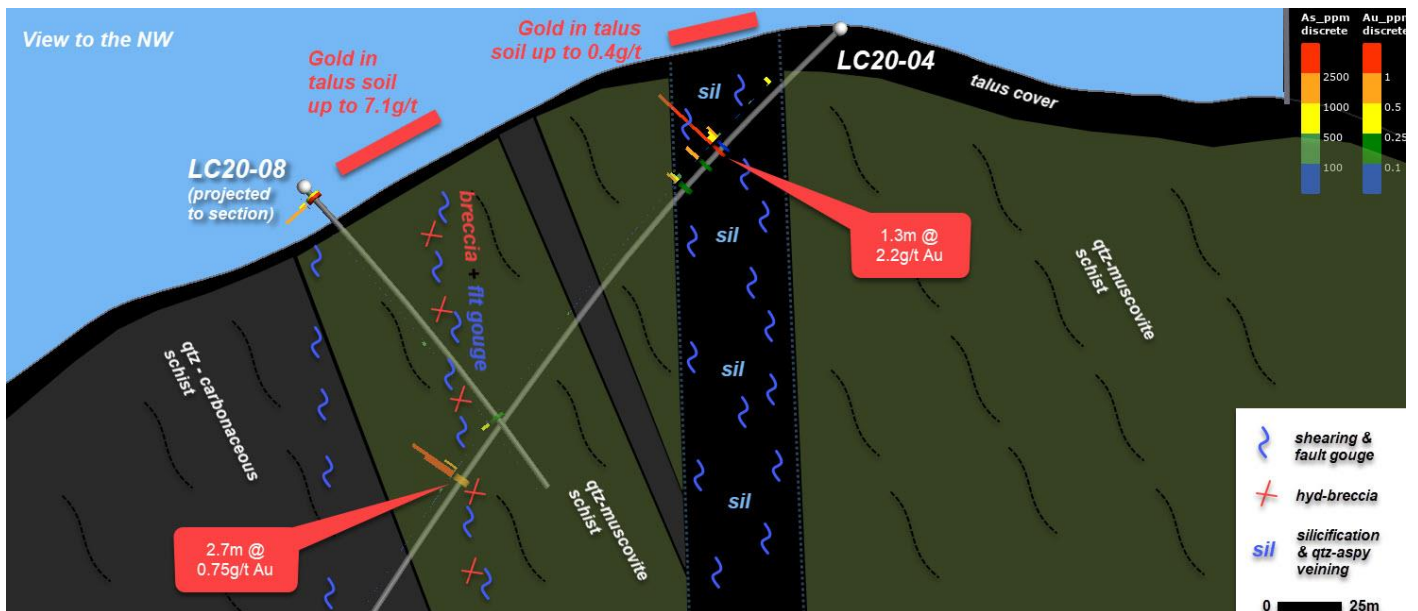 View to the NW
Gold in
talus soil
up to 7.1g/t
Gold in talus
soil up to 0.4g/t
LC20-04
talus cover
As_ppm
discrete
2500
1000
500
100
Au_ppm
discrete
1
0.5
0.25
0.1
LC20-08
(projected
to section)
sil
sil
sil
sil
breccia + flt gouge
1.3m @
2.2g/t Au
qtz-muscovite
schist
qtz - carbonaceous
schist
qtz-muscovite
schist
2.7m @
0.75g/t Au
shearing &
fault gouge
hyd-breccia
sil
silicification
& qtz-aspy
veining
0 25m